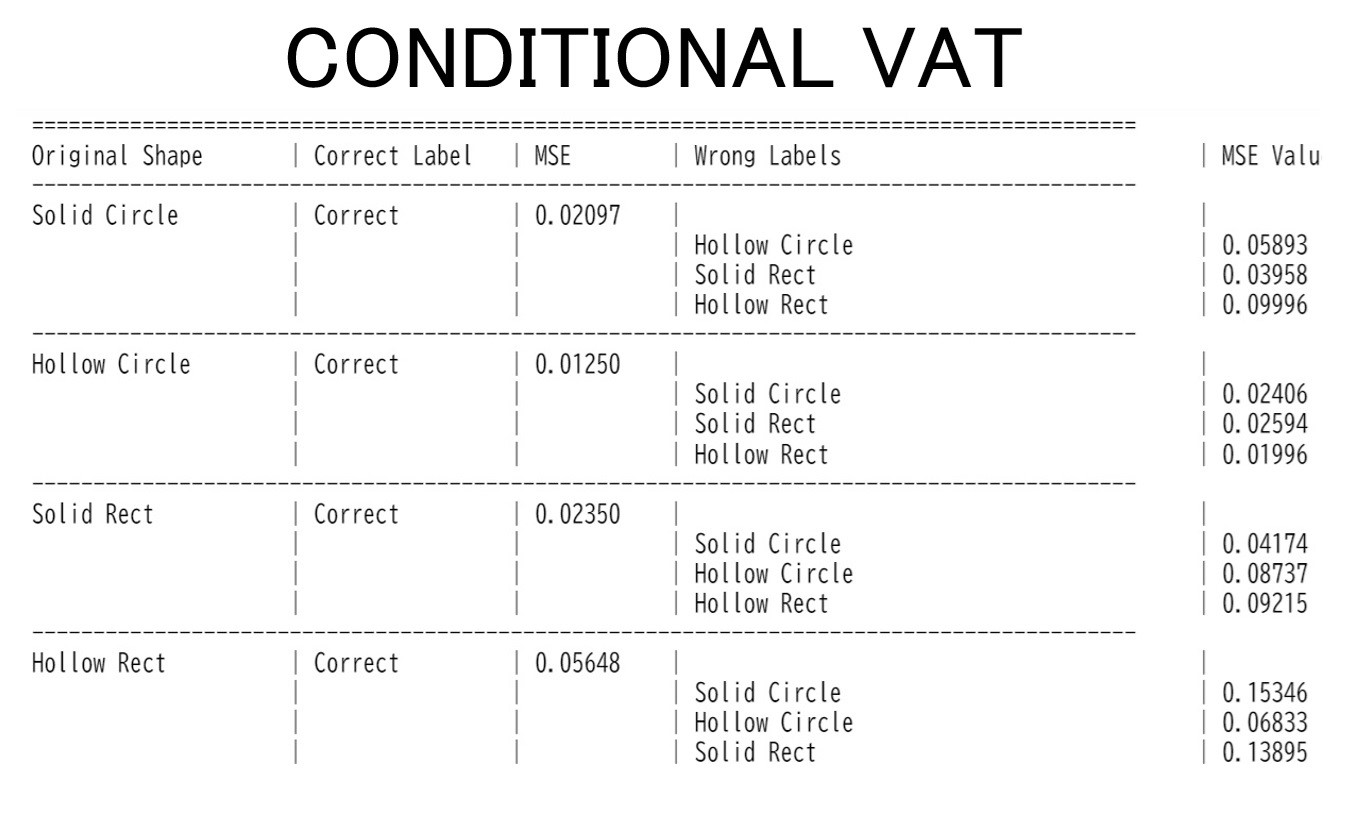 CONDITIONAL VAT
==========================================================================================
Original Shape | Correct Label | MSE | Wrong Labels | MSE Valu
------------------------------------------------------------------------------------------
Solid Circle | Correct | 0.02097 | |
| | | Hollow Circle | 0.05893
| | | Solid Rect | 0.03958
| | | Hollow Rect | 0.09996
------------------------------------------------------------------------------------------
Hollow Circle | Correct | 0.01250 | |
| | | Solid Circle | 0.02406
| | | Solid Rect | 0.02594
| | | Hollow Rect | 0.01996
------------------------------------------------------------------------------------------
Solid Rect | Correct | 0.02350 | |
| | | Solid Circle | 0.04174
| | | Hollow Circle | 0.08737
| | | Hollow Rect | 0.09215
------------------------------------------------------------------------------------------
Hollow Rect | Correct | 0.05648 | |
| | | Solid Circle | 0.15346
| | | Hollow Circle | 0.06833
| | | Solid Rect | 0.13895